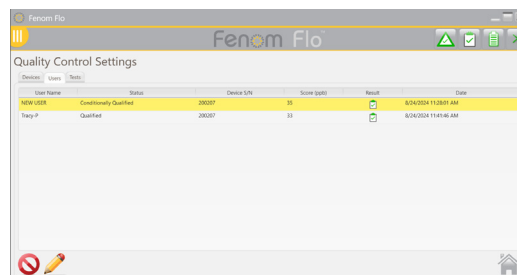 Fenom Flo
Fenom Flo™
Quality Control Settings
Devices Users Tests
User Name Status Device S/N Score (ppb) Result Date
NEW USER Conditionally Qualified 200207 35 8/24/2024 11:28:01 AM
Tracy-P Qualified 200207 33 8/24/2024 11:41:46 AM